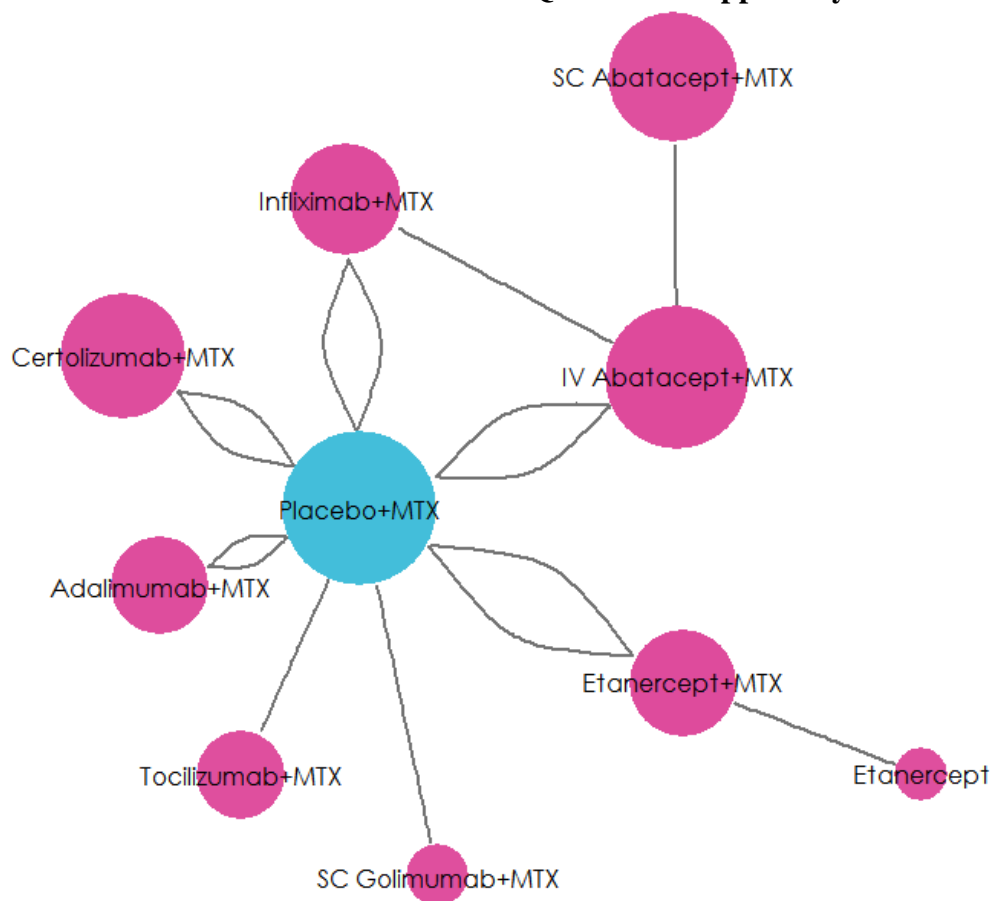 SC Abatacept+MTX
Infliximab+MTX
Certolizumab+MTX
IV Abatacept+MTX
Placebo+MTX
Adalimumab+MTX
Etanercept+MTX
Tocilizumab+MTX
Etanercept
SC Golimumab+MTX